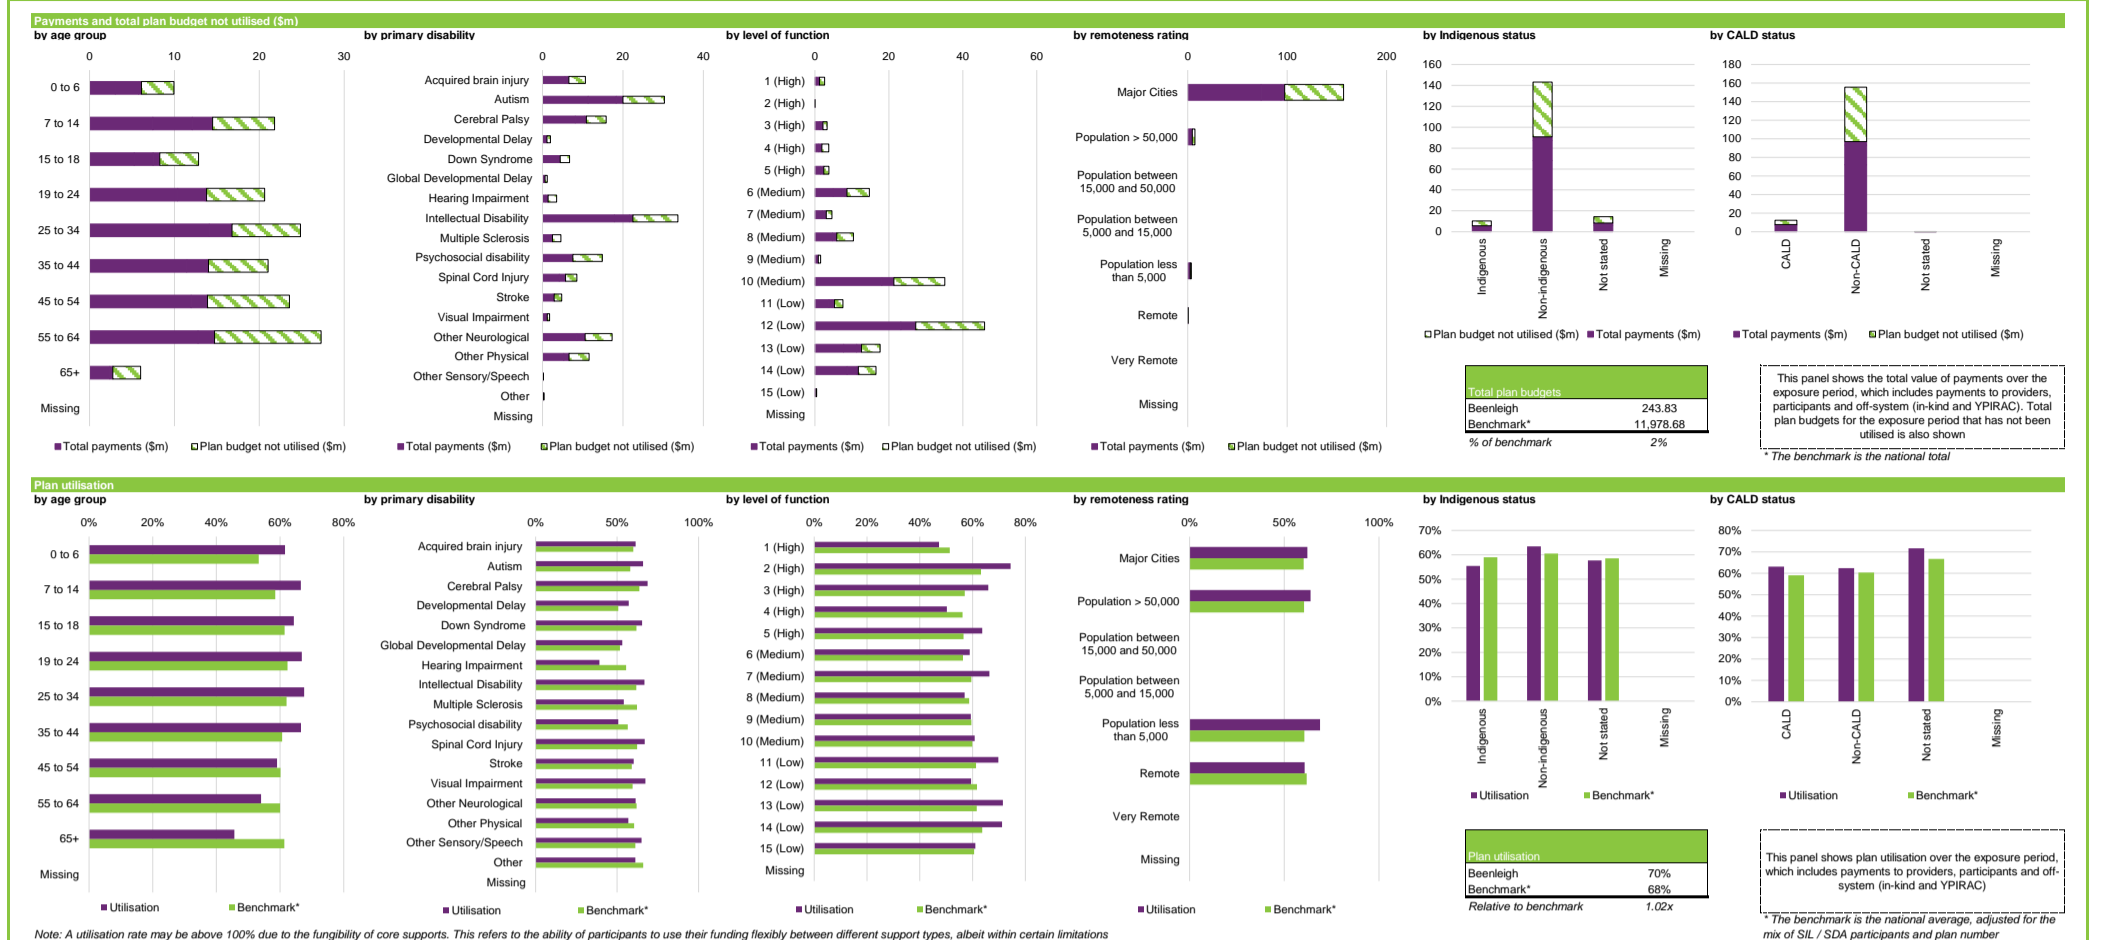 Payments and total plan budget not utilised ($m)
by age group
0 10 20 30
0 to 6
7 to 14
15 to 18
19 to 24
25 to 34
35 to 44
45 to 54
55 to 64
65+
Missing
Total payments ($m) Plan budget not utilised ($m)
by primary disability
0 20 40
Acquired brain injury
Autism
Cerebral Palsy
Developmental Delay
Down Syndrome
Global Developmental Delay
Hearing Impairment
Intellectual Disability
Multiple Sclerosis
Psychosocial disability
Spinal Cord Injury
Stroke
Visual Impairment
Other Neurological
Other Physical
Other Sensory/Speech
Other
Missing
Total payments ($m) Plan budget not utilised ($m)
by level of function
0 20 40 60
1 (High)
2 (High)
3 (High)
4 (High)
5 (High)
6 (Medium)
7 (Medium)
8 (Medium)
9 (Medium)
10 (Medium)
11 (Low)
12 (Low)
13 (Low)
14 (Low)
15 (Low)
Missing
Total payments ($m) Plan budget not utilised ($m)
by remoteness rating
0 100 200
Major Cities
Population > 50,000
Population between
15,000 and 50,000
Population between
5,000 and 15,000
Population less
than 5,000
Remote
Very Remote
Missing
Total payments ($m) Plan budget not utilised ($m)
by Indigenous status
160
140
120
100
80
60
40
20
0
Indigenous
Non-indigenous
Not stated
Missing
Plan budget not utilised ($m) Total payments ($m)
Total plan budgets
Beenleigh 243.83
Benchmark* 11,978.68
% of benchmark 2%
by CALD status
180
160
140
120
100
80
60
40
20
0
CALD
Non-CALD
Not stated
Missing
Total payments ($m) Plan budget not utilised ($m)
This panel shows the total value of payments over the
exposure period, which includes payments to providers,
participants and off-system (in-kind and YPIRAC). Total
plan budgets for the exposure period that has not been
utilised is also shown
* The benchmark is the national total
Plan utilisation
by age group
0% 20% 40% 60% 80%
0 to 6
7 to 14
15 to 18
19 to 24
25 to 34
35 to 44
45 to 54
55 to 64
65+
Missing
Utilisation Benchmark*
by primary disability
0% 50% 100%
Acquired brain injury
Autism
Cerebral Palsy
Developmental Delay
Down Syndrome
Global Developmental Delay
Hearing Impairment
Intellectual Disability
Multiple Sclerosis
Psychosocial disability
Spinal Cord Injury
Stroke
Visual Impairment
Other Neurological
Other Physical
Other Sensory/Speech
Other
Missing
Utilisation Benchmark*
by level of function
0% 20% 40% 60% 80%
1 (High)
2 (High)
3 (High)
4 (High)
5 (High)
6 (Medium)
7 (Medium)
8 (Medium)
9 (Medium)
10 (Medium)
11 (Low)
12 (Low)
13 (Low)
14 (Low)
15 (Low)
Missing
Utilisation Benchmark*
by remoteness rating
0% 50% 100%
Major Cities
Population > 50,000
Population between
15,000 and 50,000
Population between
5,000 and 15,000
Population less
than 5,000
Remote
Very Remote
Missing
Utilisation Benchmark*
by Indigenous status
70%
60%
50%
40%
30%
20%
10%
0%
Indigenous
Non-indigenous
Not stated
Missing
Utilisation Benchmark*
Plan utilisation
Beenleigh 70%
Benchmark* 68%
Relative to benchmark 1.02x
by CALD status
80%
70%
60%
50%
40%
30%
20%
10%
0%
CALD
Non-CALD
Not stated
Missing
Utilisation Benchmark*
This panel shows plan utilisation over the exposure period,
which includes payments to providers, participants and off-
system (in-kind and YPIRAC)
* The benchmark is the national average, adjusted for the
mix of SIL / SDA participants and plan number
Note: A utilisation rate may be above 100% due to the fungibility of core supports. This refers to the ability of participants to use their funding flexibly between different support types, albeit within certain limitations